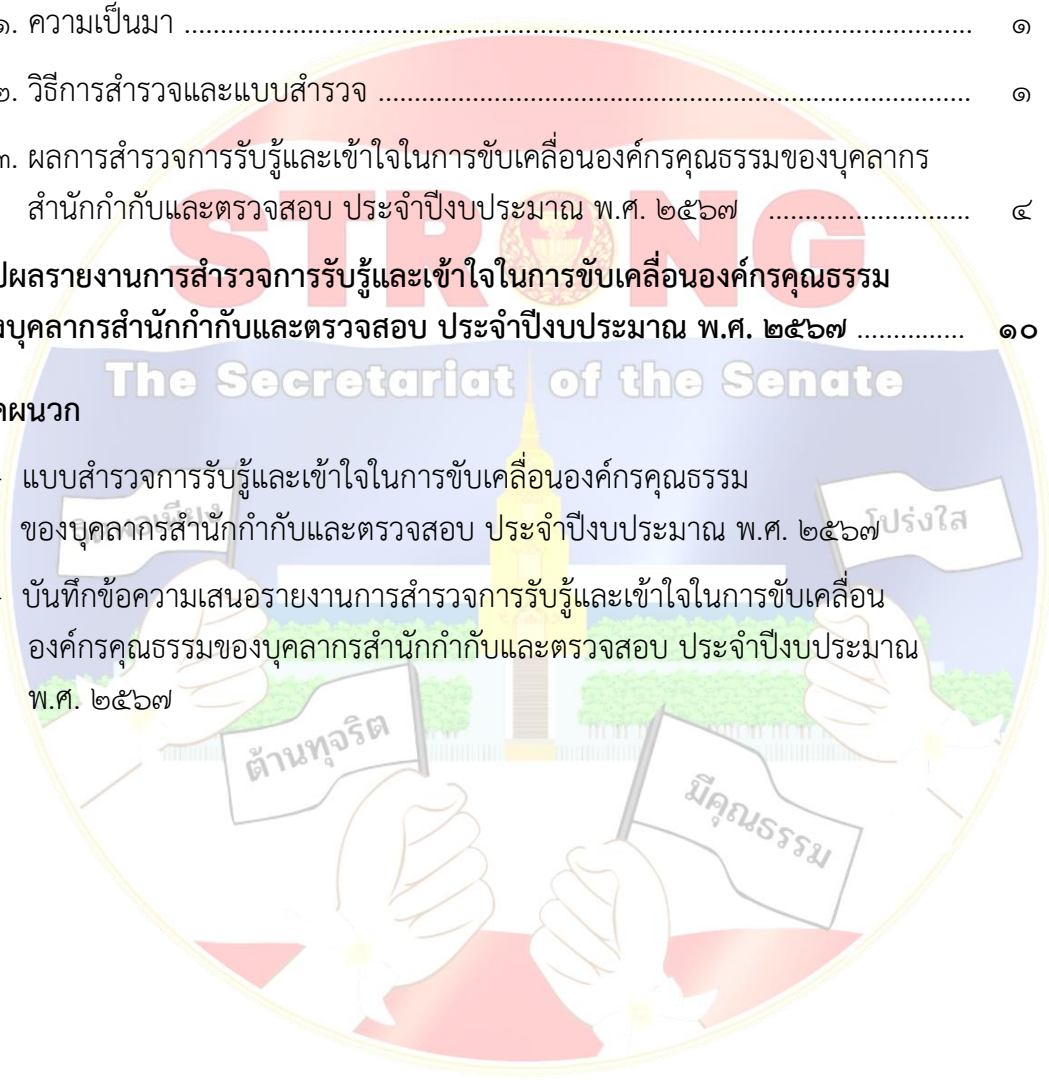 ๑. ความเป็นมา ............................................................................................................ ๑
๒. วิธีการสำรวจและแบบสำรวจ ................................................................................ ๑
๓. ผลการสำรวจการรับรู้และเข้าใจในการขับเคลื่อนองค์กรคุณธรรมของบุคลากร
สำนักกำกับและตรวจสอบ ประจำปีงบประมาณ พ.ศ. ๒๕๖๗ ............................ ๔
STRONG
ปผลรายงานการสำรวจการรับรู้และเข้าใจในการขับเคลื่อนองค์กรคุณธรรม
งบุคลากรสำนักกำกับและตรวจสอบ ประจำปีงบประมาณ พ.ศ. ๒๕๖๗ ............... ๑๐
The Secretariat of the Senate
คผนวก
- แบบสำรวจการรับรู้และเข้าใจในการขับเคลื่อนองค์กรคุณธรรม
ของบุคลากรสำนักกำกับและตรวจสอบ ประจำปีงบประมาณ พ.ศ. ๒๕๖๗
โปร่งใส
- บันทึกข้อความเสนอรายงานการสำรวจการรับรู้และเข้าใจในการขับเคลื่อน
องค์กรคุณธรรมของบุคลากรสำนักกำกับและตรวจสอบ ประจำปีงบประมาณ
พ.ศ. ๒๕๖๗
ต้านทุจริต
มีคุณธรรม